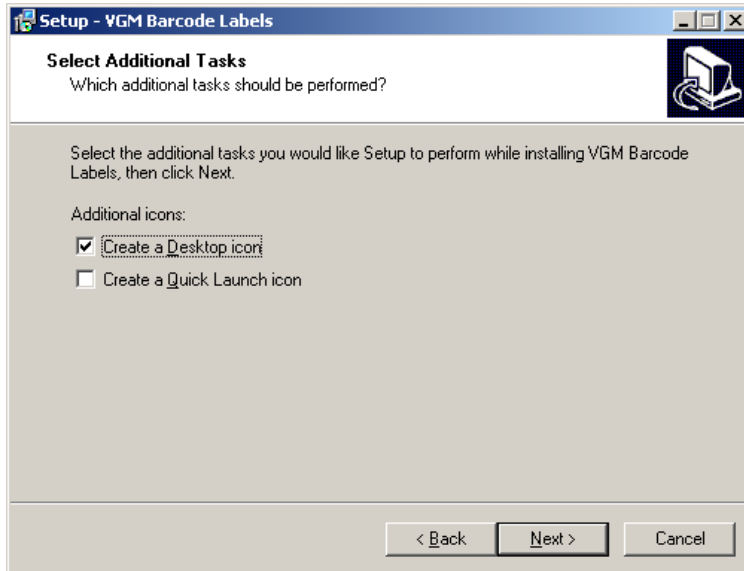 Setup - VGM Barcode Labels
Select Additional Tasks
Which additional tasks should be performed?
Select the additional tasks you would like Setup to perform while installing VGM Barcode
Labels, then click Next.
Additional icons:
Create a Desktop icon
Create a Quick Launch icon
< Back
Next >
Cancel